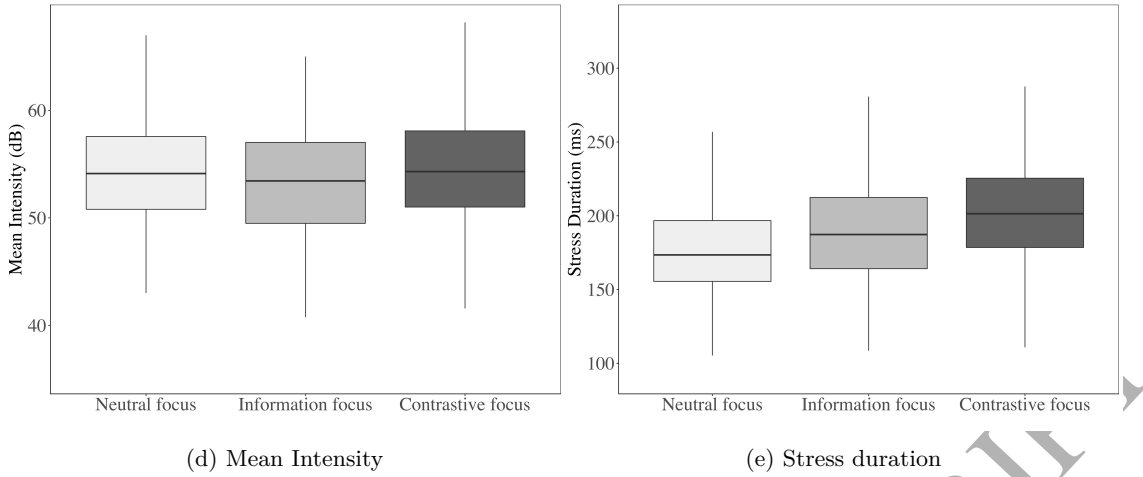 Mean Intensity (dB)
60
50
40
Neutral focus Information focus Contrastive focus
(d) Mean Intensity
Stress Duration (ms)
300
250
200
150
100
Neutral focus Information focus Contrastive focus
(e) Stress duration